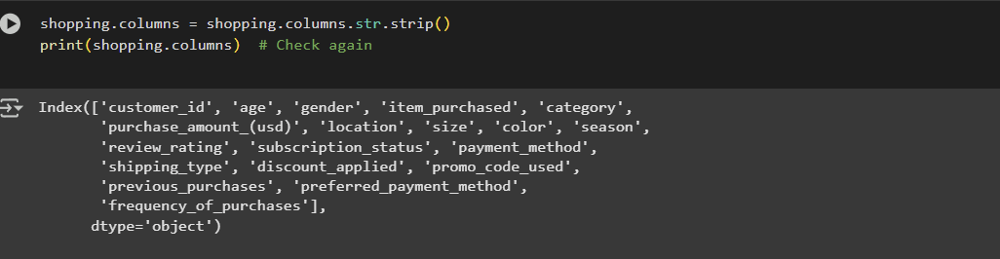 shopping.columns = shopping.columns.str.strip()
print(shopping.columns)  # Check again
Index(['customer_id', 'age', 'gender', 'item_purchased', 'category',
       'purchase_amount_(usd)', 'location', 'size', 'color', 'season',
       'review_rating', 'subscription_status', 'payment_method',
       'shipping_type', 'discount_applied', 'promo_code_used',
       'previous_purchases', 'preferred_payment_method',
       'frequency_of_purchases'],
      dtype='object')